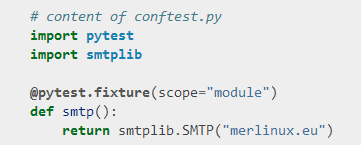 # content of conftest.py
import pytest
import smtplib

@pytest.fixture(scope="module")
def smtp():
    return smtplib.SMTP("merlinux.eu")